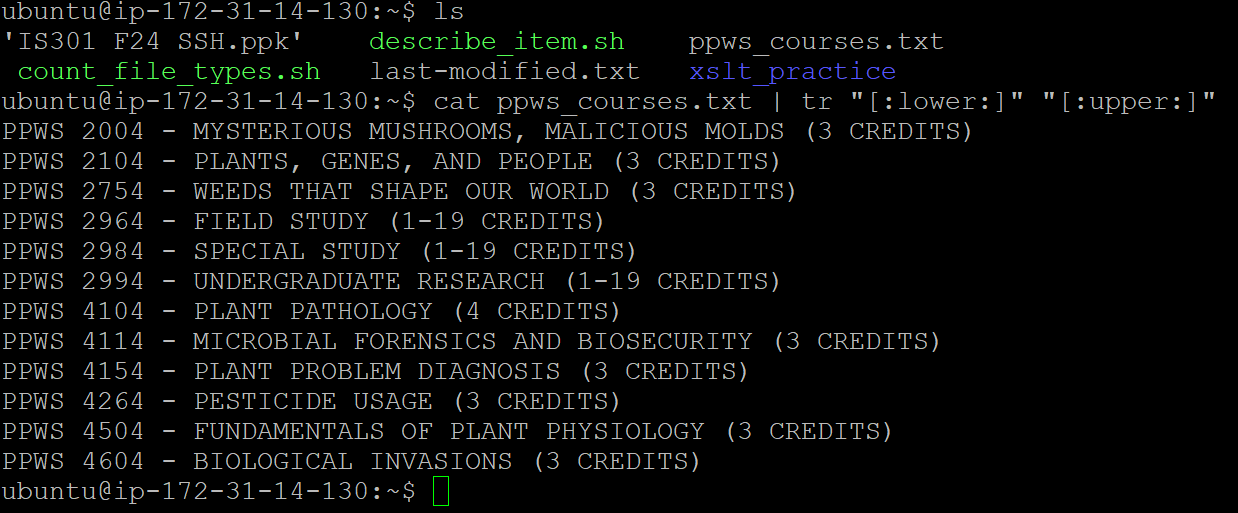 ubuntu@ip-172-31-14-130:~$ ls
'IS301 F24 SSH.ppk'    describe_item.sh    ppws_courses.txt
 count_file_types.sh   last-modified.txt   xslt_practice
ubuntu@ip-172-31-14-130:~$ cat ppws_courses.txt | tr "[:lower:]" "[:upper:]"
PPWS 2004 - MYSTERIOUS MUSHROOMS, MALICIOUS MOLDS (3 CREDITS)
PPWS 2104 - PLANTS, GENES, AND PEOPLE (3 CREDITS)
PPWS 2754 - WEEDS THAT SHAPE OUR WORLD (3 CREDITS)
PPWS 2964 - FIELD STUDY (1-19 CREDITS)
PPWS 2984 - SPECIAL STUDY (1-19 CREDITS)
PPWS 2994 - UNDERGRADUATE RESEARCH (1-19 CREDITS)
PPWS 4104 - PLANT PATHOLOGY (4 CREDITS)
PPWS 4114 - MICROBIAL FORENSICS AND BIOSECURITY (3 CREDITS)
PPWS 4154 - PLANT PROBLEM DIAGNOSIS (3 CREDITS)
PPWS 4264 - PESTICIDE USAGE (3 CREDITS)
PPWS 4504 - FUNDAMENTALS OF PLANT PHYSIOLOGY (3 CREDITS)
PPWS 4604 - BIOLOGICAL INVASIONS (3 CREDITS)
ubuntu@ip-172-31-14-130:~$